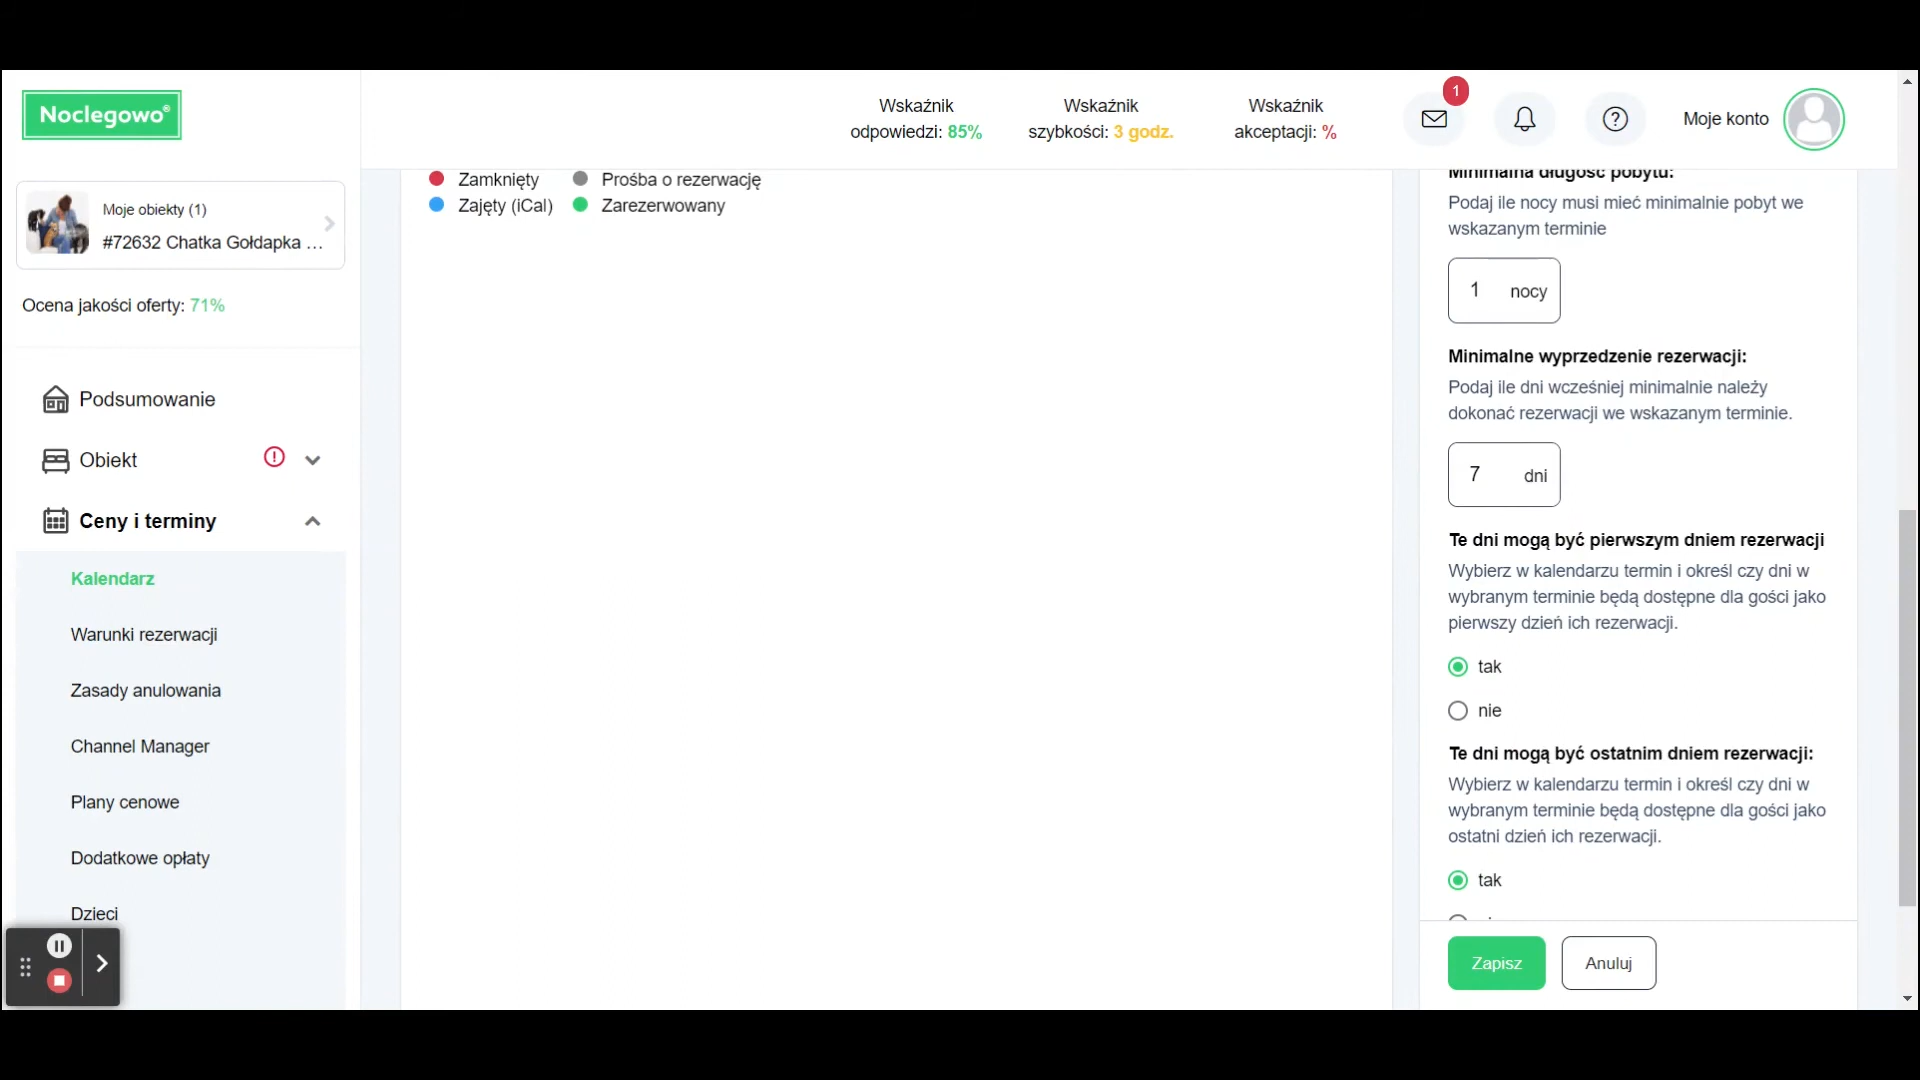 Noclegowo®
Wskaźnik
odpowiedzi: 85%
Wskaźnik
szybkości: 3 godz.
Wskaźnik
akceptacji: %
1
Moje konto
Moje obiekty (1)
#72632 Chatka Gołdapka ...
Ocena jakości oferty: 71%
Podsumowanie
Obiekt
Ceny i terminy
Kalendarz
Warunki rezerwacji
Zasady anulowania
Channel Manager
Plany cenowe
Dodatkowe opłaty
Dzieci
Zamknięty
Prośba o rezerwację
Zajęty (iCal)
Zarezerwowany
Minimalna długość pobytu:
Podaj ile nocy musi mieć minimalnie pobyt we
wskazanym terminie
1 nocy
Minimalne wyprzedzenie rezerwacji:
Podaj ile dni wcześniej minimalnie należy
dokonać rezerwacji we wskazanym terminie.
7 dni
Te dni mogą być pierwszym dniem rezerwacji
Wybierz w kalendarzu termin i określ czy dni w
wybranym terminie będą dostępne dla gości jako
pierwszy dzień ich rezerwacji.
tak
nie
Te dni mogą być ostatnim dniem rezerwacji:
Wybierz w kalendarzu termin i określ czy dni w
wybranym terminie będą dostępne dla gości jako
ostatni dzień ich rezerwacji.
tak
Zapisz
Anuluj